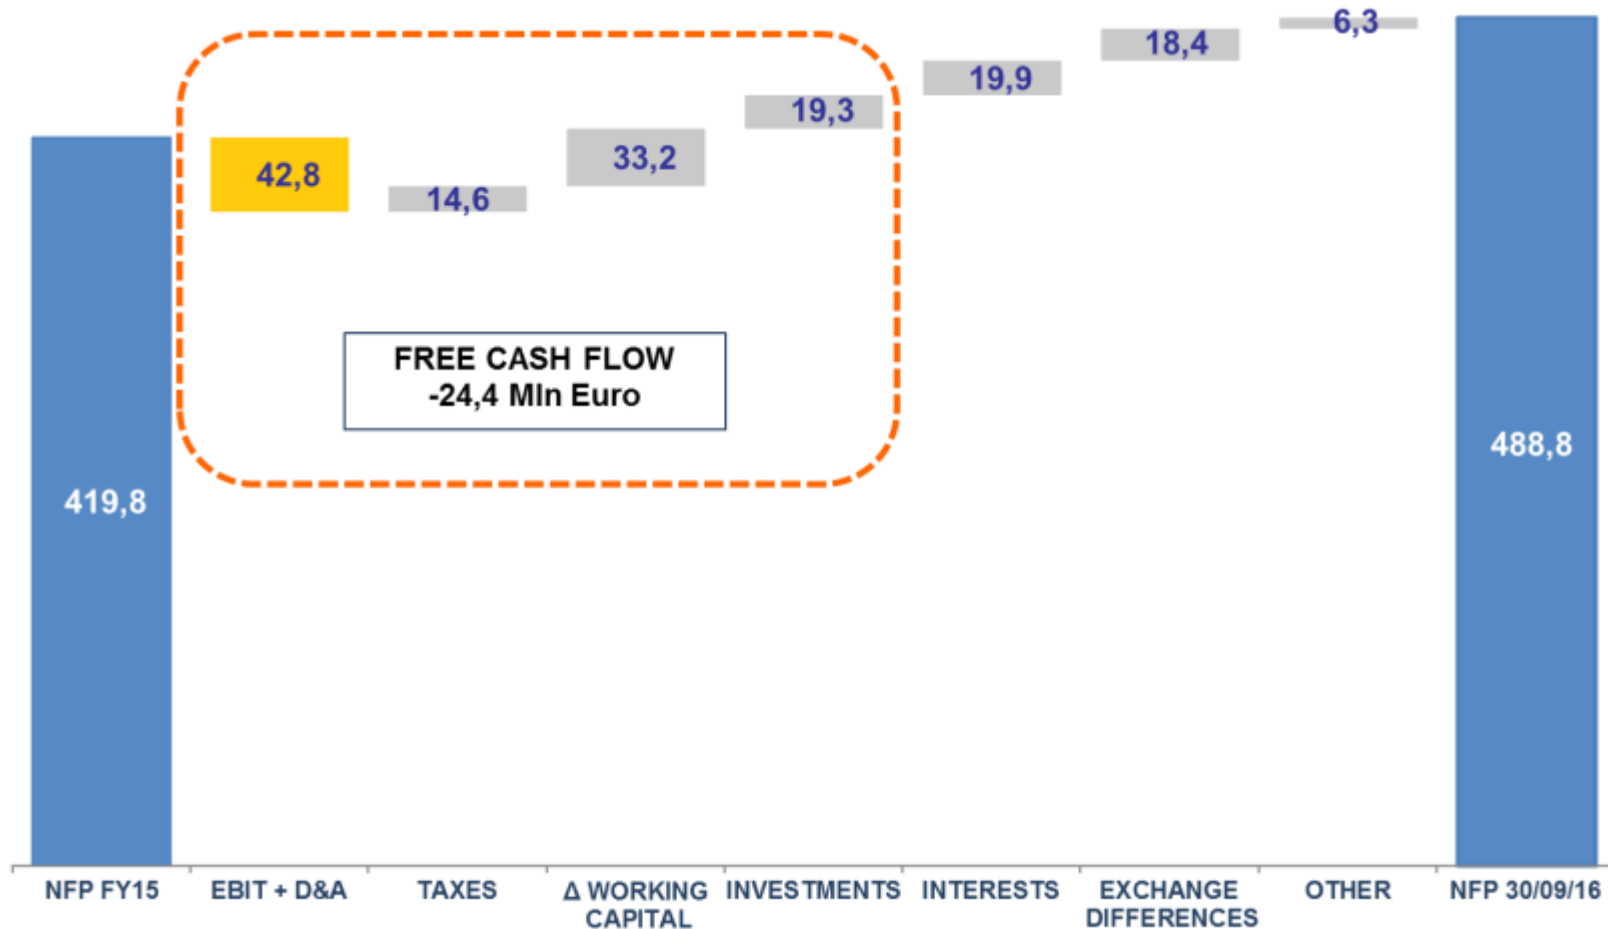 6,3
18,4
19,9
19,3
33,2
42,8
14,6
FREE CASH FLOW
-24,4 Mln Euro
488,8
419,8
NFP FY15
EBIT + D&A
TAXES
Δ WORKING
CAPITAL
INVESTMENTS
INTERESTS
EXCHANGE
DIFFERENCES
OTHER
NFP 30/09/16